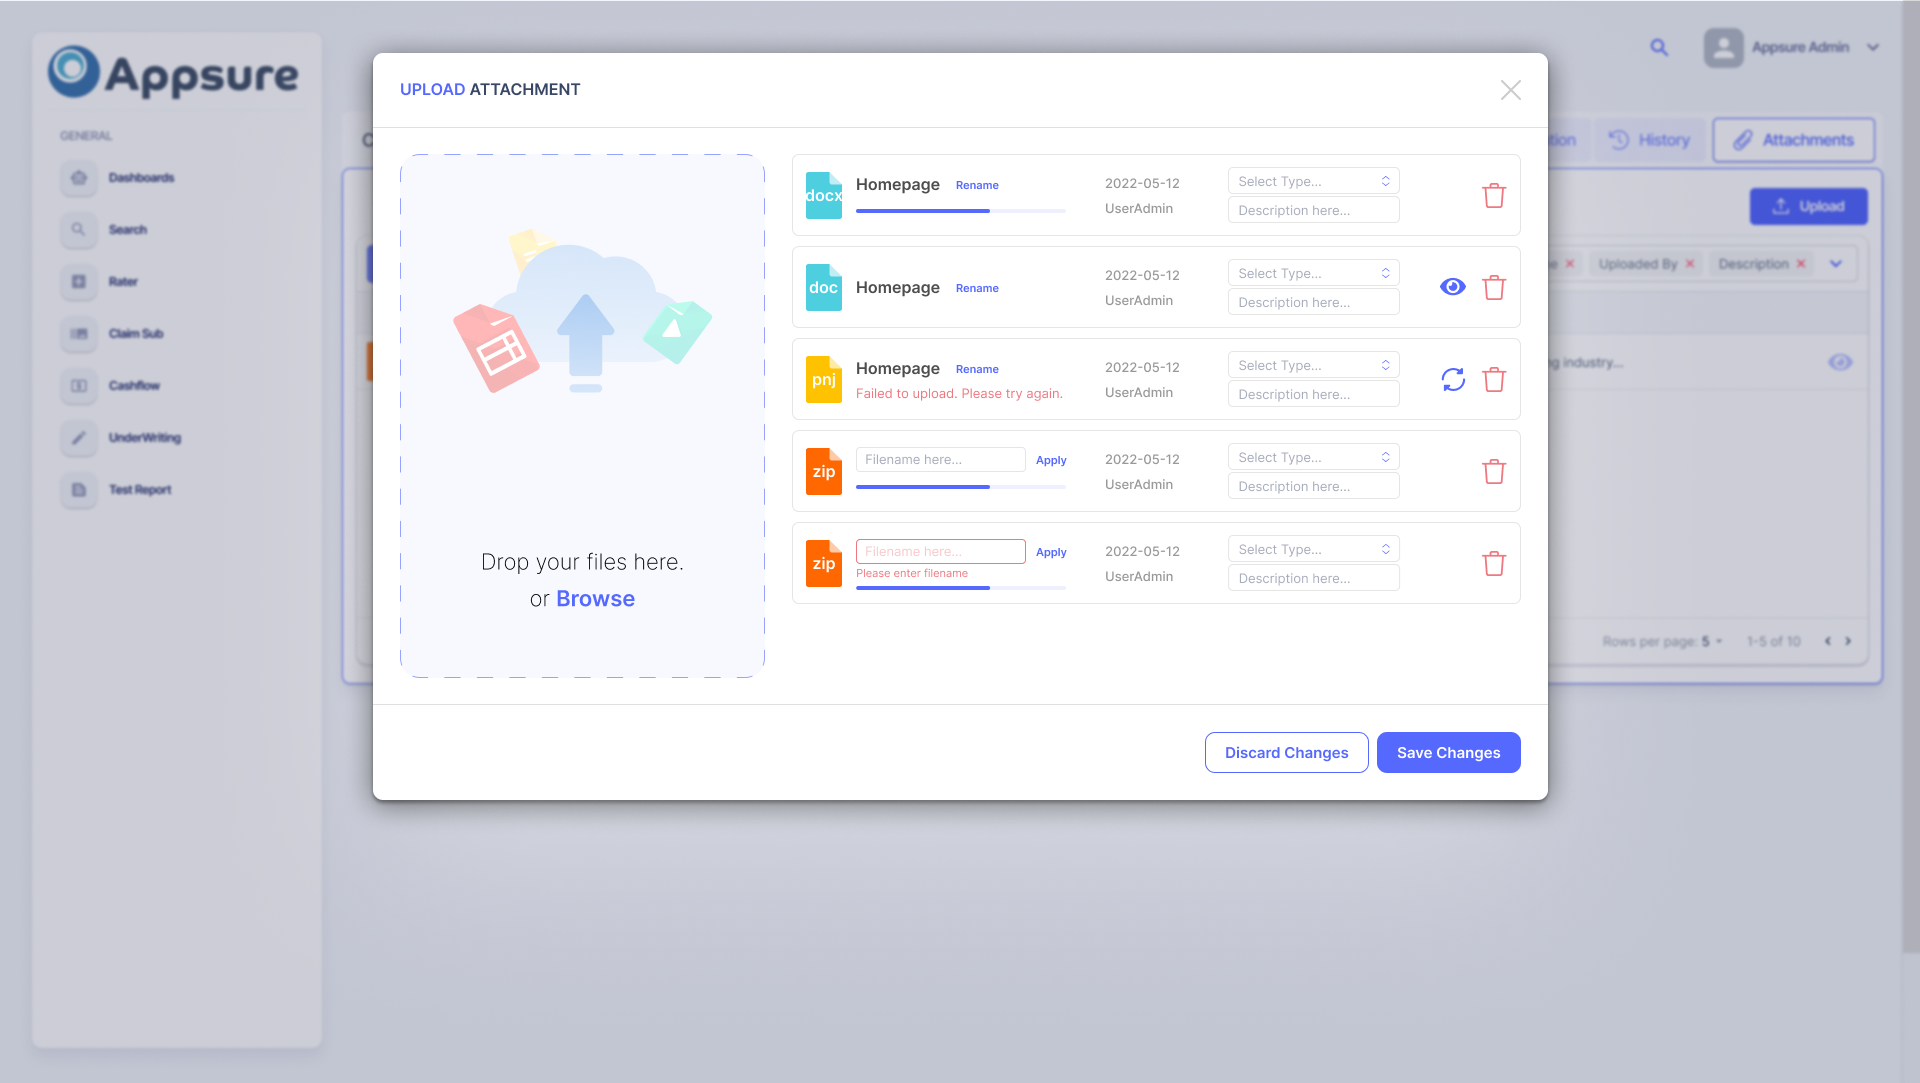 Appsure
GENERAL
Dashboards
Search
Rater
Claim Sub
Cashflow
UnderWriting
Test Report
Appsure Admin
History
Attachments
Upload
Uploaded By
Description
g industry...
Rows per page: 5
1-5 of 10
UPLOAD ATTACHMENT
Drop your files here.
or Browse
docx
Homepage Rename
2022-05-12
UserAdmin
Select Type...
Description here...
doc
Homepage Rename
2022-05-12
UserAdmin
Select Type...
Description here...
pnj
Homepage Rename
Failed to upload. Please try again.
2022-05-12
UserAdmin
Select Type...
Description here...
zip
Filename here... Apply
2022-05-12
UserAdmin
Select Type...
Description here...
zip
Filename here... Apply
Please enter filename
2022-05-12
UserAdmin
Select Type...
Description here...
Discard Changes
Save Changes